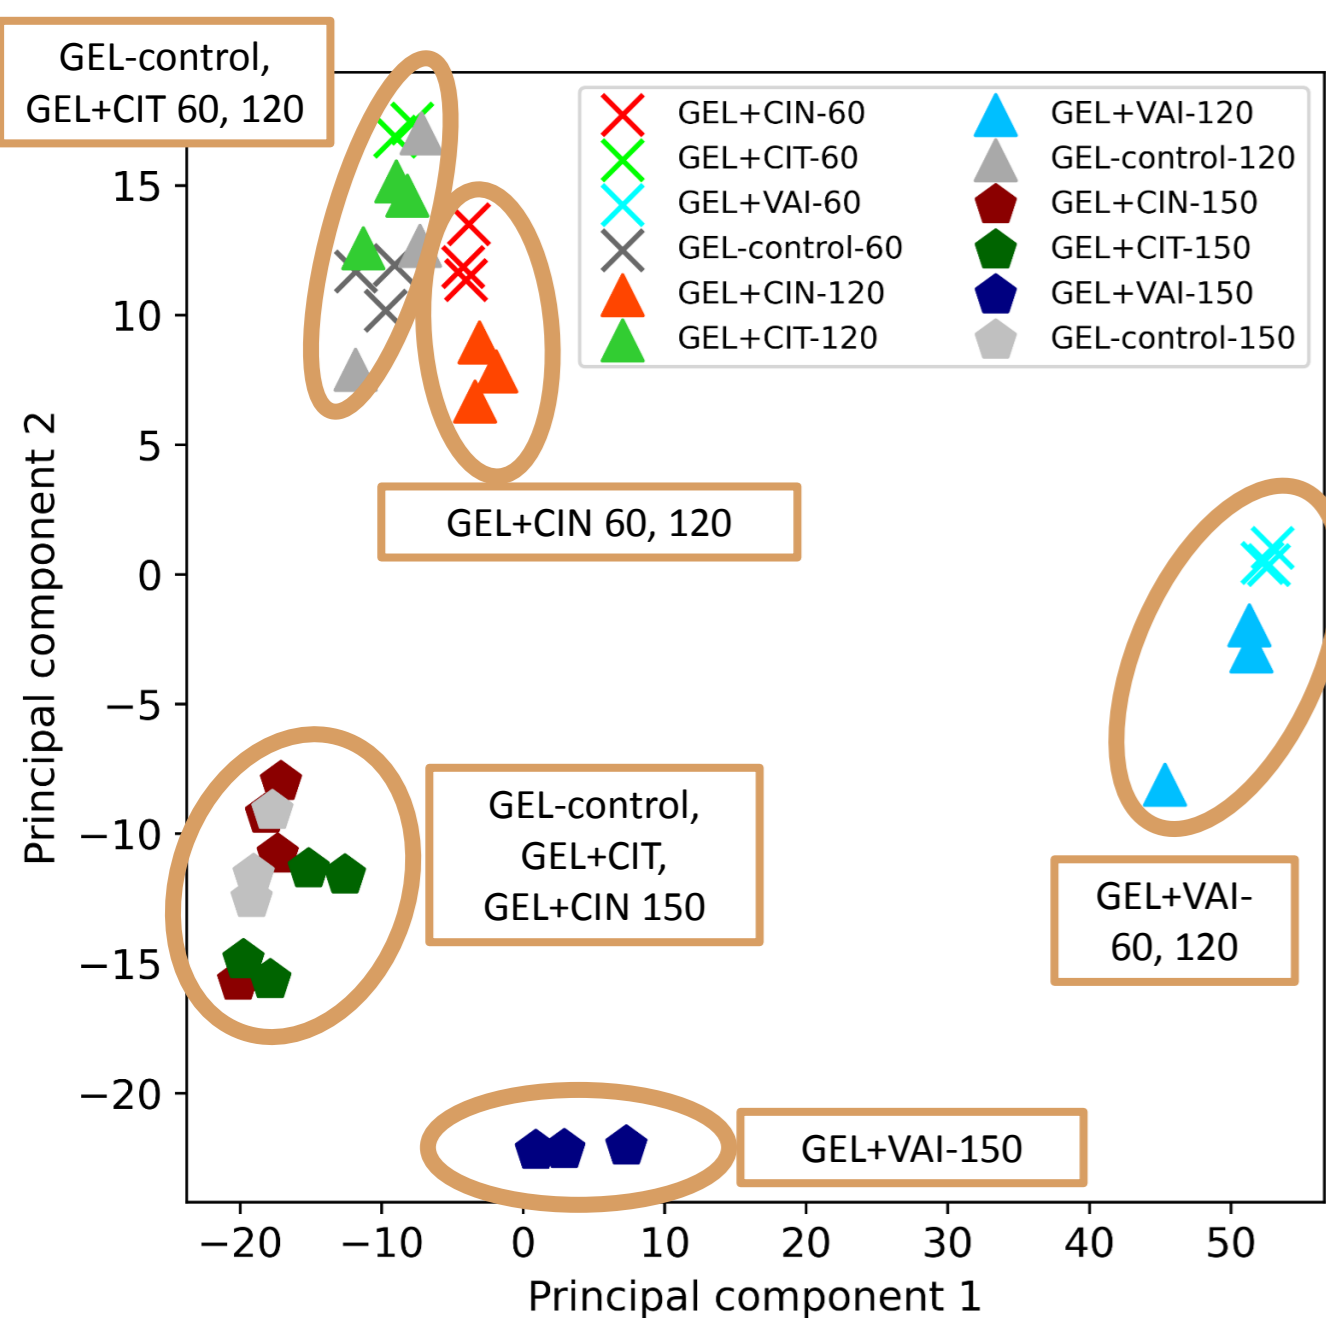 GEL-control,
GEL+CIT 60, 120
GEL+CIN-60
GEL+CIT-60
GEL+VAI-60
GEL-control-60
GEL+CIN-120
GEL+CIT-120
GEL+VAI-120
GEL-control-120
GEL+CIN-150
GEL+CIT-150
GEL+VAI-150
GEL-control-150
15
10
5
0
−5
−10
−15
−20
Principal component 2
GEL+CIN 60, 120
GEL-control,
GEL+CIT,
GEL+CIN 150
GEL+VAI-
60, 120
GEL+VAI-150
−20 −10 0 10 20 30 40 50
Principal component 1